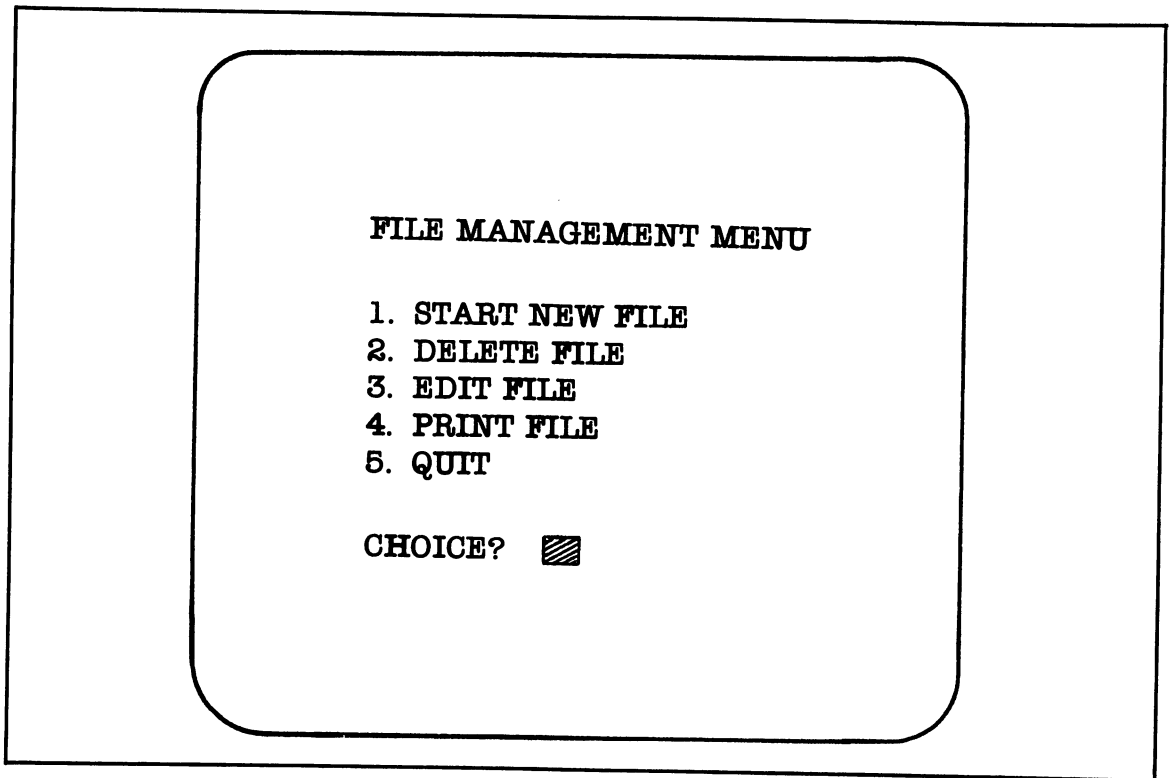 FILE MANAGEMENT MENU
1. START NEW FILE
2. DELETE FILE
3. EDIT FILE
4. PRINT FILE
5. QUIT
CHOICE?